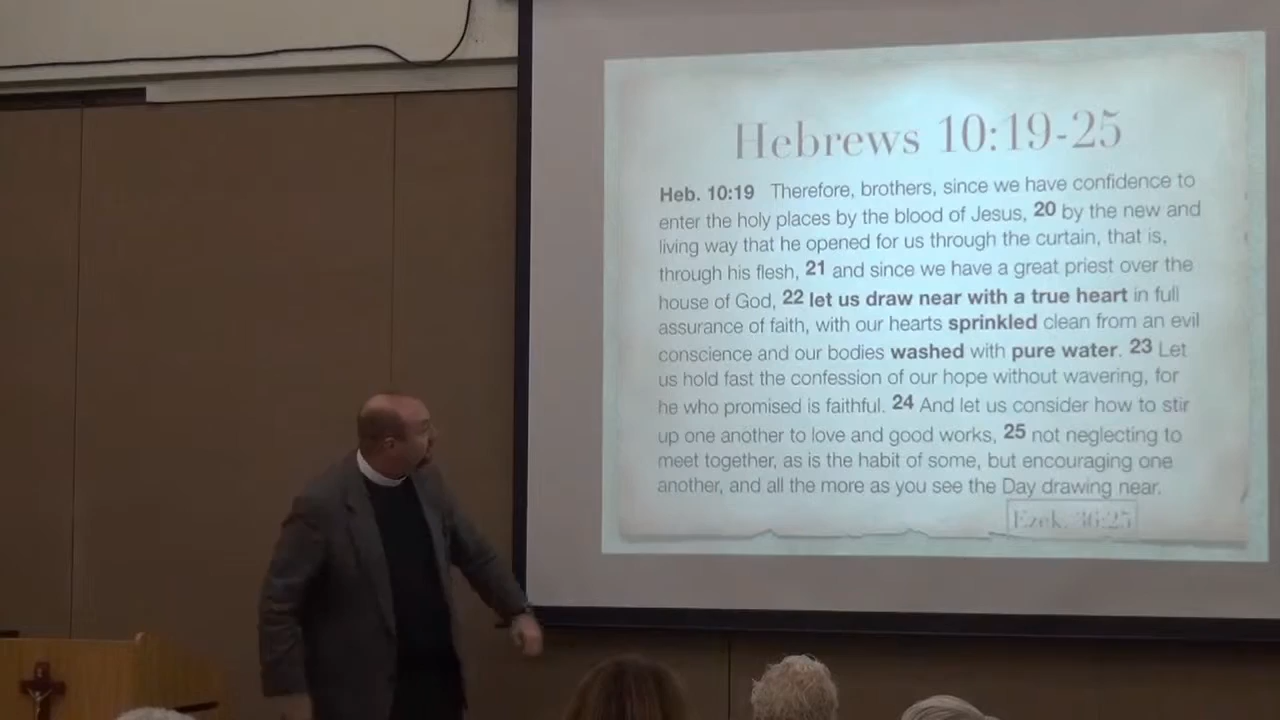 Hebrews 10:19-25
Heb. 10:19 Therefore, brothers, since we have confidence to
enter the holy places by the blood of Jesus, 20 by the new and
living way that he opened for us through the curtain, that is,
through his flesh, 21 and since we have a great priest over the
house of God, 22 let us draw near with a true heart in full
assurance of faith, with our hearts sprinkled clean from an evil
conscience and our bodies washed with pure water. 23 Let
us hold fast the confession of our hope without wavering, for
he who promised is faithful. 24 And let us consider how to stir
up one another to love and good works, 25 not neglecting to
meet together, as is the habit of some, but encouraging one
another, and all the more as you see the Day drawing near.
Ezek. 36:25